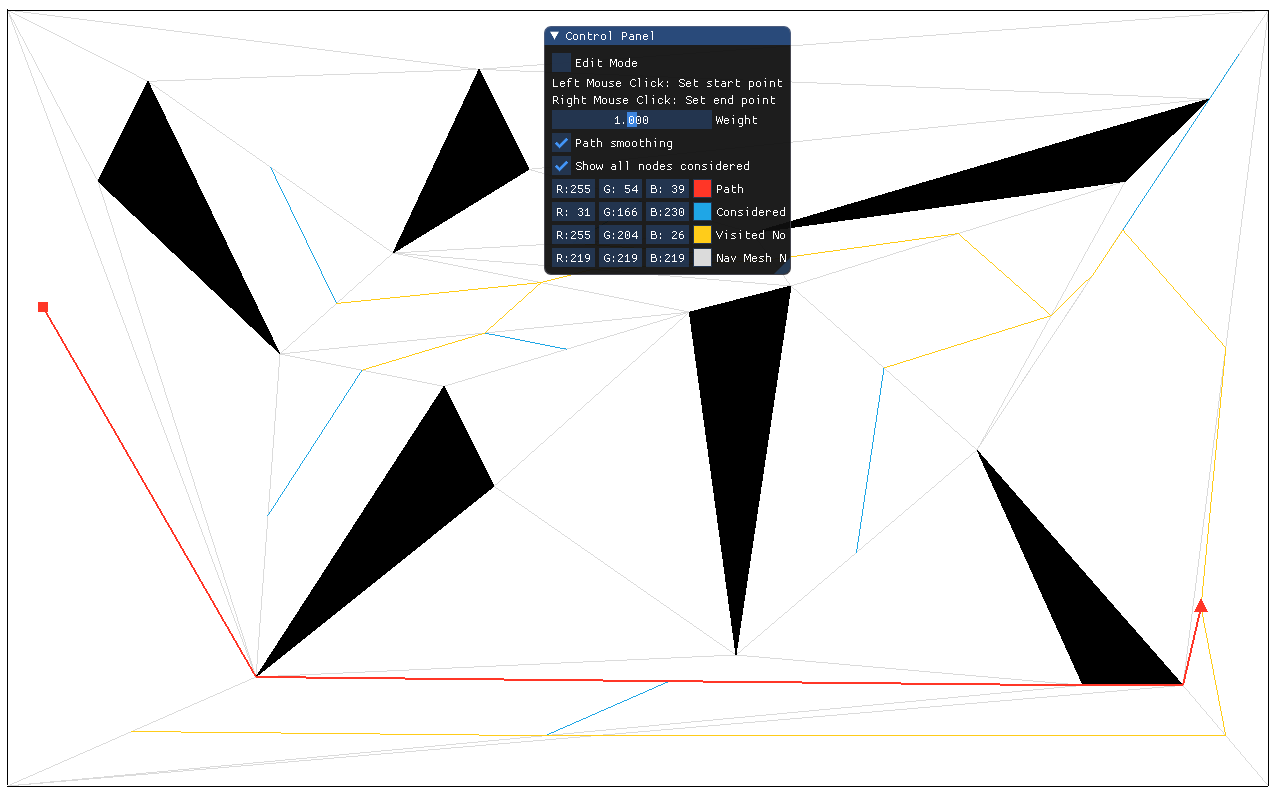 Control Panel
Edit Mode
Left Mouse Click: Set start point
Right Mouse Click: Set end point
1.000 Weight
Path smoothing
Show all nodes considered
R:255 G: 54 B: 39 Path
R: 31 G:166 B:230 Considered
R:255 G:204 B: 26 Visited No
R:219 G:219 B:219 Nav Mesh N